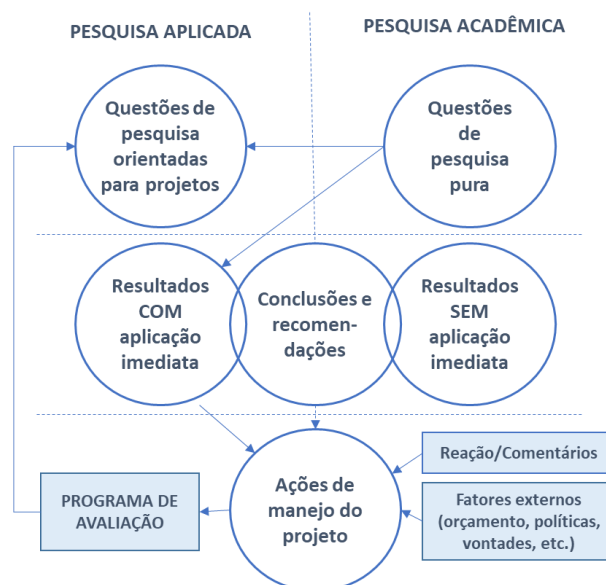 PESQUISA APLICADA
PESQUISA ACADÊMICA
Questões de
pesquisa
orientadas
para projetos
Questões
de
pesquisa
pura
Resultados
COM
aplicação
imediata
Conclusões e
recomen-
dações
Resultados
SEM
aplicação
imediata
Ações de
manejo do
projeto
Reação/Comentários
PROGRAMA DE
AVALIAÇÃO
Fatores externos
(orçamento, políticas,
vontades, etc.)